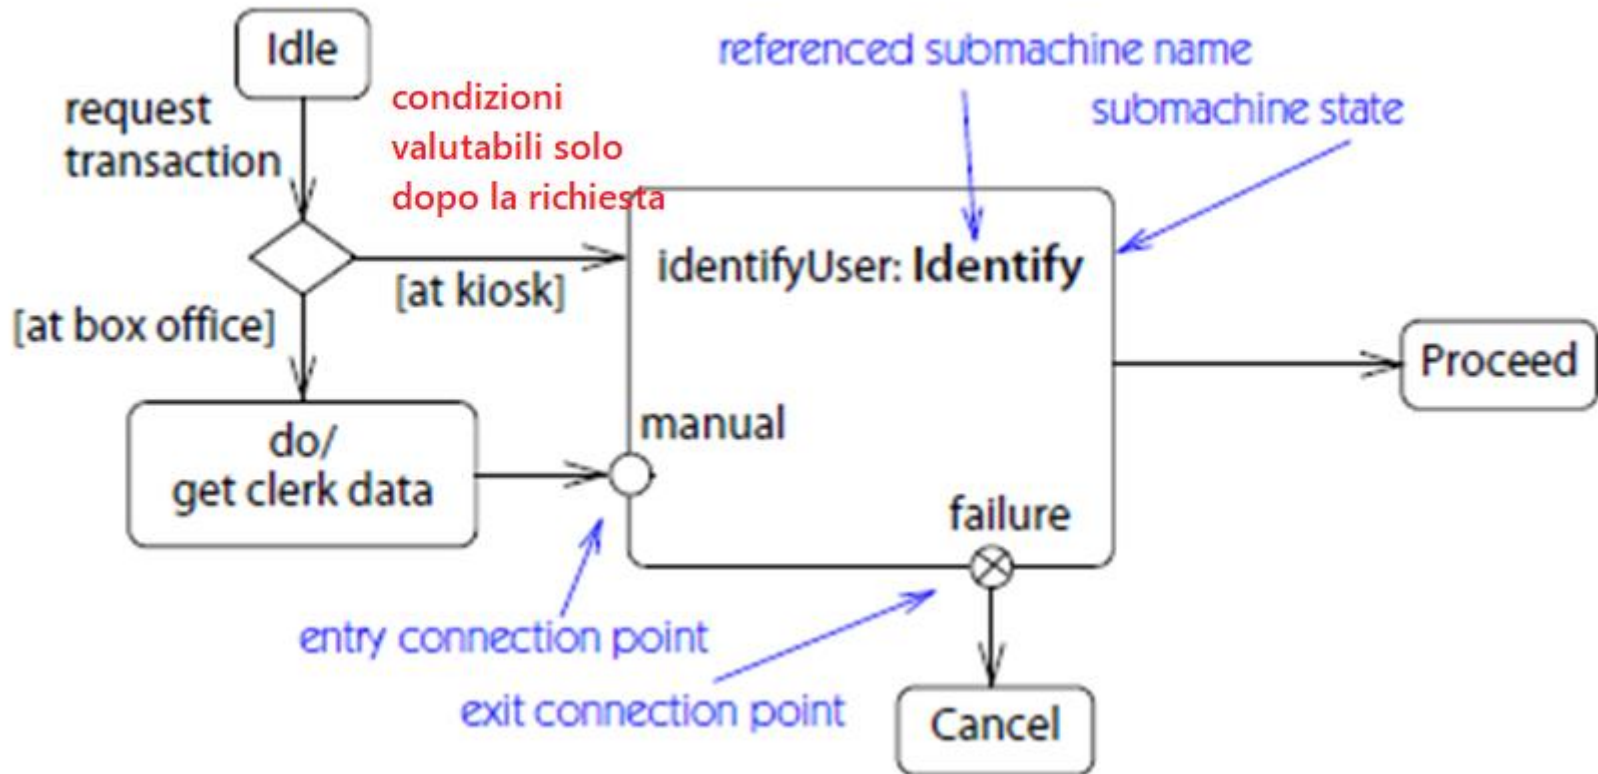 Idle
referenced submachine name
request
transaction
condizioni
valutabili solo
dopo la richiesta
submachine state
identifyUser: Identify
[at kiosk]
[at box office]
Proceed
manual
do/
get clerk data
failure
entry connection point
exit connection point
Cancel